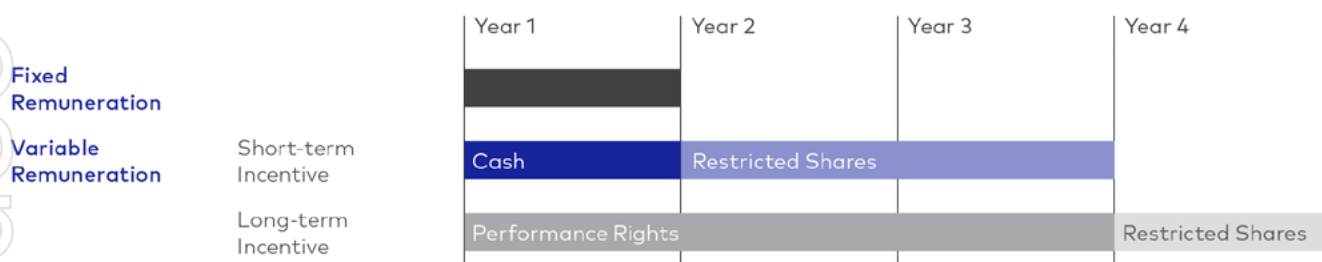 Year 1 Year 2 Year 3 Year 4
Fixed
Remuneration
Variable
Remuneration
Short-term
Incentive
Cash Restricted Shares
Long-term
Incentive
Performance Rights Restricted Shares